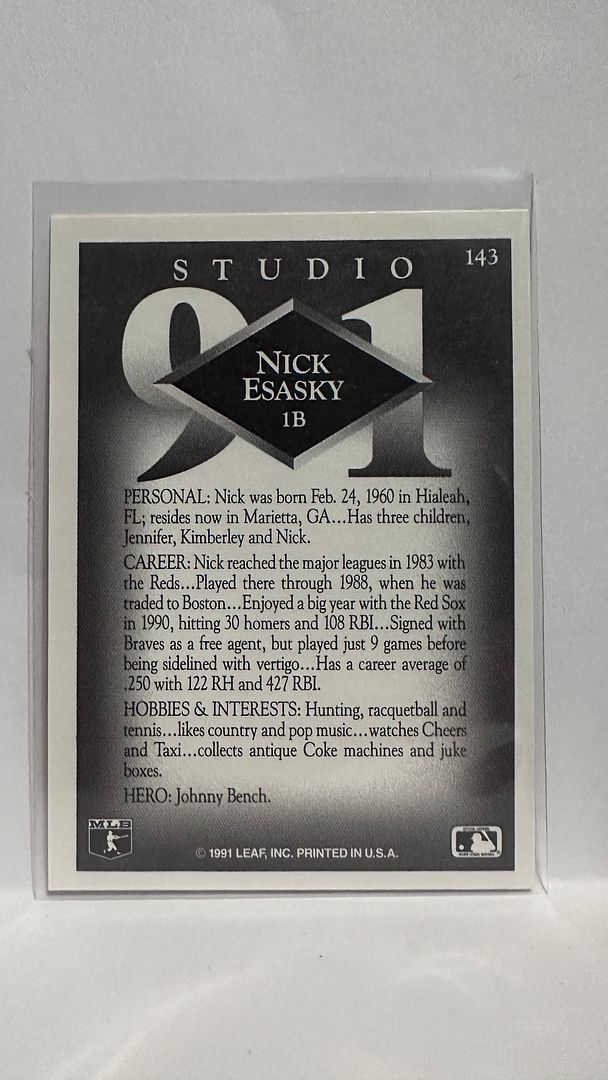 STUDIO
143
91
NICK
ESASKY
1B
PERSONAL: Nick was born Feb. 24, 1960 in Hialeah,
FL; resides now in Marietta, GA...Has three children,
Jennifer, Kimberley and Nick.
CAREER: Nick reached the major leagues in 1983 with
the Reds...Played there through 1988, when he was
traded to Boston...Enjoyed a big year with the Red Sox
in 1990, hitting 30 homers and 108 RBI...Signed with
Braves as a free agent, but played just 9 games before
being sidelined with vertigo...Has a career average of
.250 with 122 RH and 427 RBI.
HOBBIES & INTERESTS: Hunting, racquetball and
tennis...likes country and pop music...watches Cheers
and Taxi...collects antique Coke machines and juke
boxes.
HERO: Johnny Bench.
MLB
© 1991 LEAF, INC. PRINTED IN U.S.A.